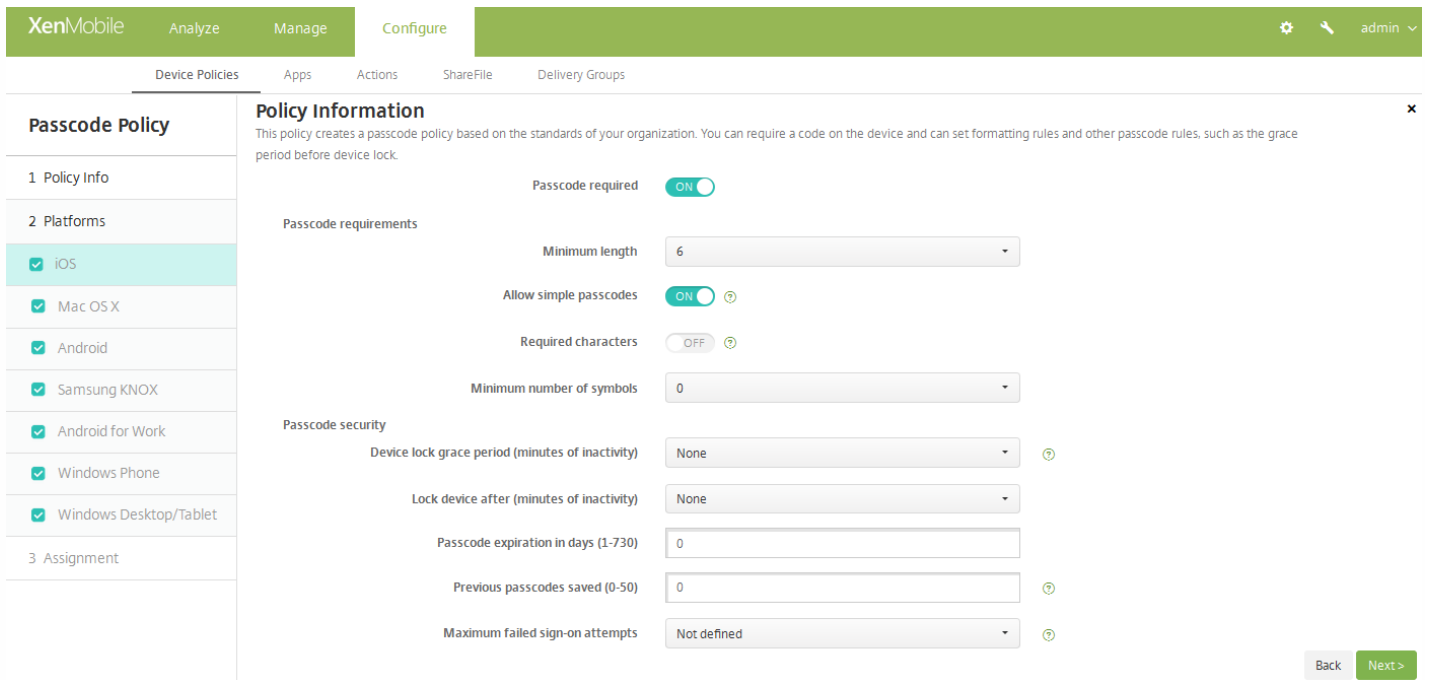 XenMobile Analyze Manage Configure admin
Device Policies Apps Actions ShareFile Delivery Groups
Passcode Policy
1 Policy Info
2 Platforms
iOS
Mac OS X
Android
Samsung KNOX
Android for Work
Windows Phone
Windows Desktop/Tablet
3 Assignment
Policy Information
This policy creates a passcode policy based on the standards of your organization. You can require a code on the device and can set formatting rules and other passcode rules, such as the grace
period before device lock.
Passcode required ON
Passcode requirements
Minimum length 6
Allow simple passcodes ON ?
Required characters OFF ?
Minimum number of symbols 0
Passcode security
Device lock grace period (minutes of inactivity) None ?
Lock device after (minutes of inactivity) None
Passcode expiration in days (1-730) 0
Previous passcodes saved (0-50) 0 ?
Maximum failed sign-on attempts Not defined ?
Back Next >